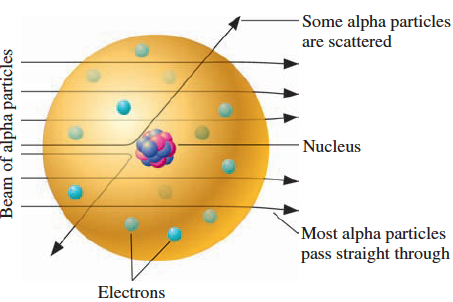 Some alpha particles
are scattered
Beam of alpha particles
Nucleus
Most alpha particles
pass straight through
Electrons